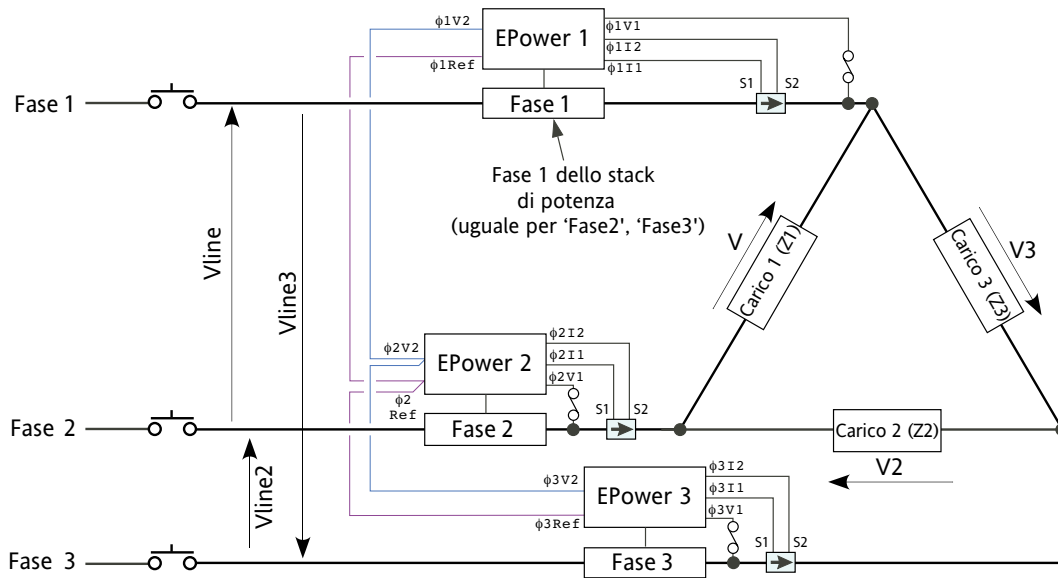 ϕ1V2
EPower 1
ϕ1V1
ϕ1I2
ϕ1I1
ϕ1Ref
S1
S2
Fase 1
Fase 1
Fase 1 dello stack
di potenza
(uguale per ‘Fase2', ‘Fase3')
Vline
Vline3
V
Carico 1 (Z1)
Carico 3 (Z3)
V3
ϕ2V2
EPower 2
ϕ2I2
ϕ2I1
ϕ2V1
ϕ2
Ref
S1
S2
Fase 2
Fase 2
Carico 2 (Z2)
V2
Vline2
ϕ3V2
EPower 3
ϕ3I2
ϕ3I1
ϕ3V1
ϕ3Ref
S1
S2
Fase 3
Fase 3